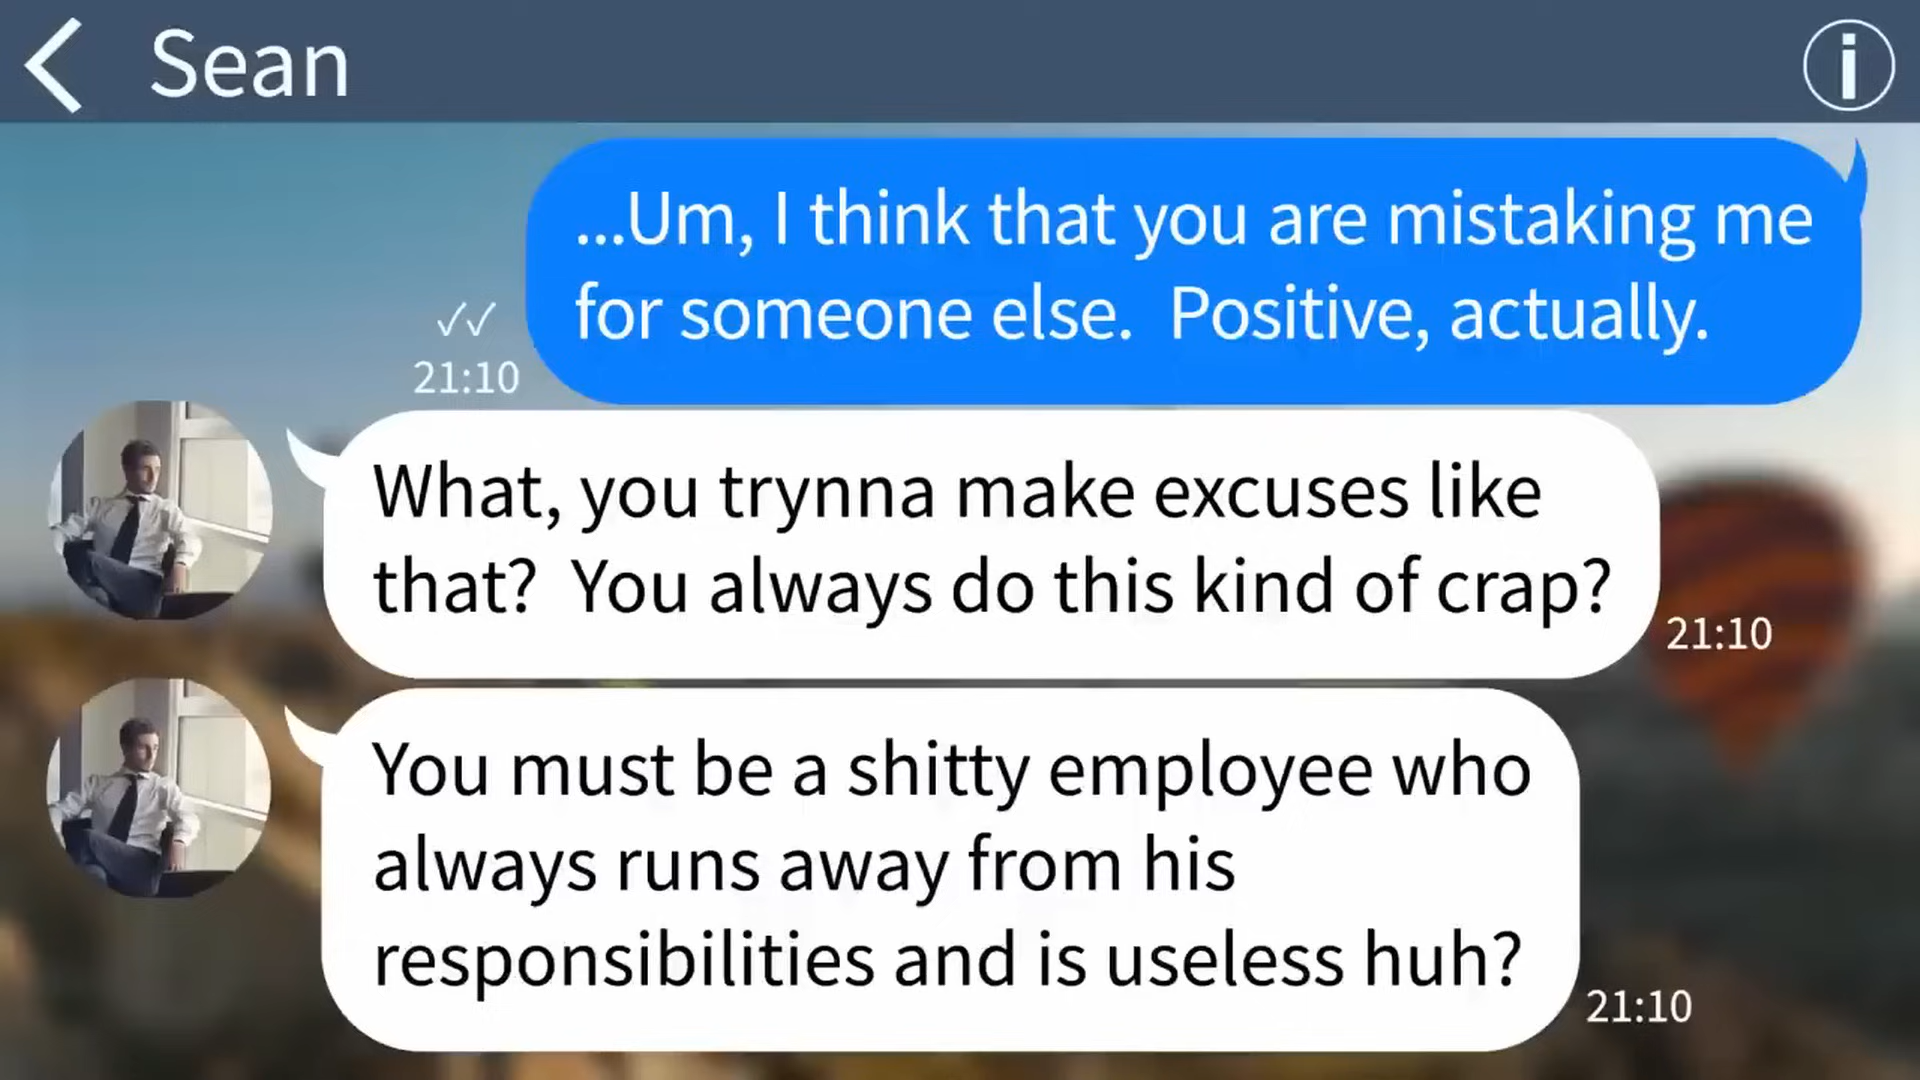 Sean
...Um, I think that you are mistaking me
for someone else.  Positive, actually.
✓✓
21:10
What, you trynna make excuses like
that?  You always do this kind of crap?
21:10
You must be a shitty employee who
always runs away from his
responsibilities and is useless huh?
21:10